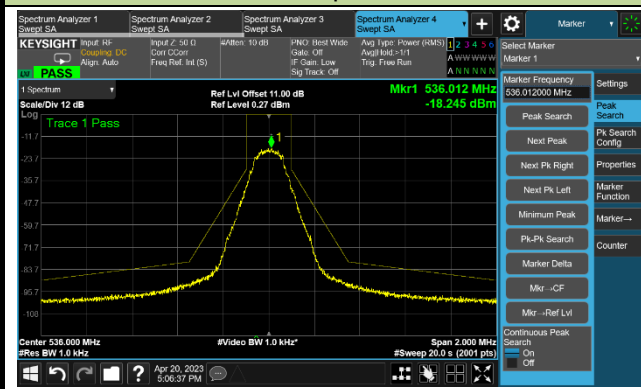 Spectrum Analyzer 1
Swept SA
Spectrum Analyzer 2
Swept SA
Spectrum Analyzer 3
Swept SA
Spectrum Analyzer 4
Swept SA
Marker
KEYSIGHT
Input: RF
Coupling: DC
Align: Auto
Input Z: 50 Ω
Corr CCorr
Freq Ref: Int (S)
#Atten: 10 dB
PNO: Best Wide
Gate: Off
IF Gain: Low
Sig Track: Off
Avg Type: Power (RMS)
Avg|Hold:>1/1
Trig: Free Run
1 2 3 4 5 6
A W W W W W
A N N N N N
PASS
Select Marker
Marker 1
1 Spectrum
Scale/Div 12 dB
Ref Lvl Offset 11.00 dB
Ref Level 0.27 dBm
Mkr1 536.012 MHz
-18.245 dBm
Log
Trace 1 Pass
1
-11.7
-23.7
-35.7
-47.7
-59.7
-71.7
-83.7
-95.7
-108
Center 536.000 MHz
#Res BW 1.0 kHz
#Video BW 1.0 kHz*
Span 2.000 MHz
#Sweep 20.0 s (2001 pts)
Marker Frequency
536.012000 MHz
Peak Search
Next Peak
Next Pk Right
Next Pk Left
Minimum Peak
Pk-Pk Search
Marker Delta
Mkr→CF
Mkr→Ref Lvl
Continuous Peak
Search
On
Off
Settings
Peak
Search
Pk Search
Config
Properties
Marker
Function
Marker→
Counter
Apr 20, 2023
5:06:37 PM